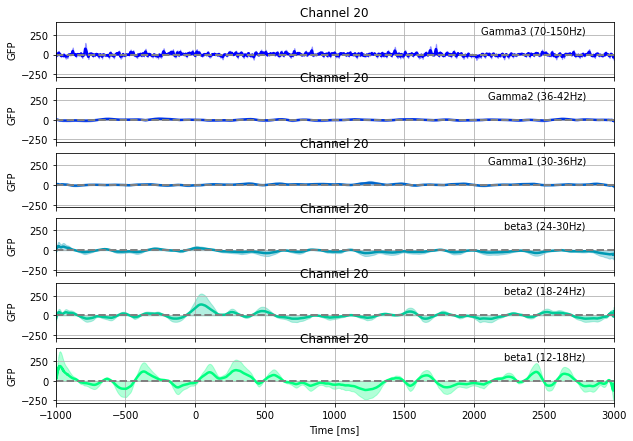 Channel 20
250
0
−250
GFP
Gamma3 (70-150Hz)
Channel 20
250
0
−250
GFP
Gamma2 (36-42Hz)
Channel 20
250
0
−250
GFP
Gamma1 (30-36Hz)
Channel 20
250
0
−250
GFP
beta3 (24-30Hz)
Channel 20
250
0
−250
GFP
beta2 (18-24Hz)
Channel 20
250
0
−250
GFP
beta1 (12-18Hz)
−1000 −500 0 500 1000 1500 2000 2500 3000
Time [ms]